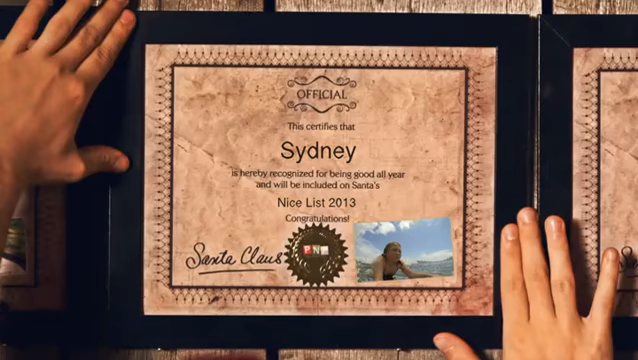 OFFICIAL
This certifies that
Sydney
is hereby recognized for being good all year
and will be included on Santa's
Nice List 2013
Congratulations!
Santa Claus
PNP